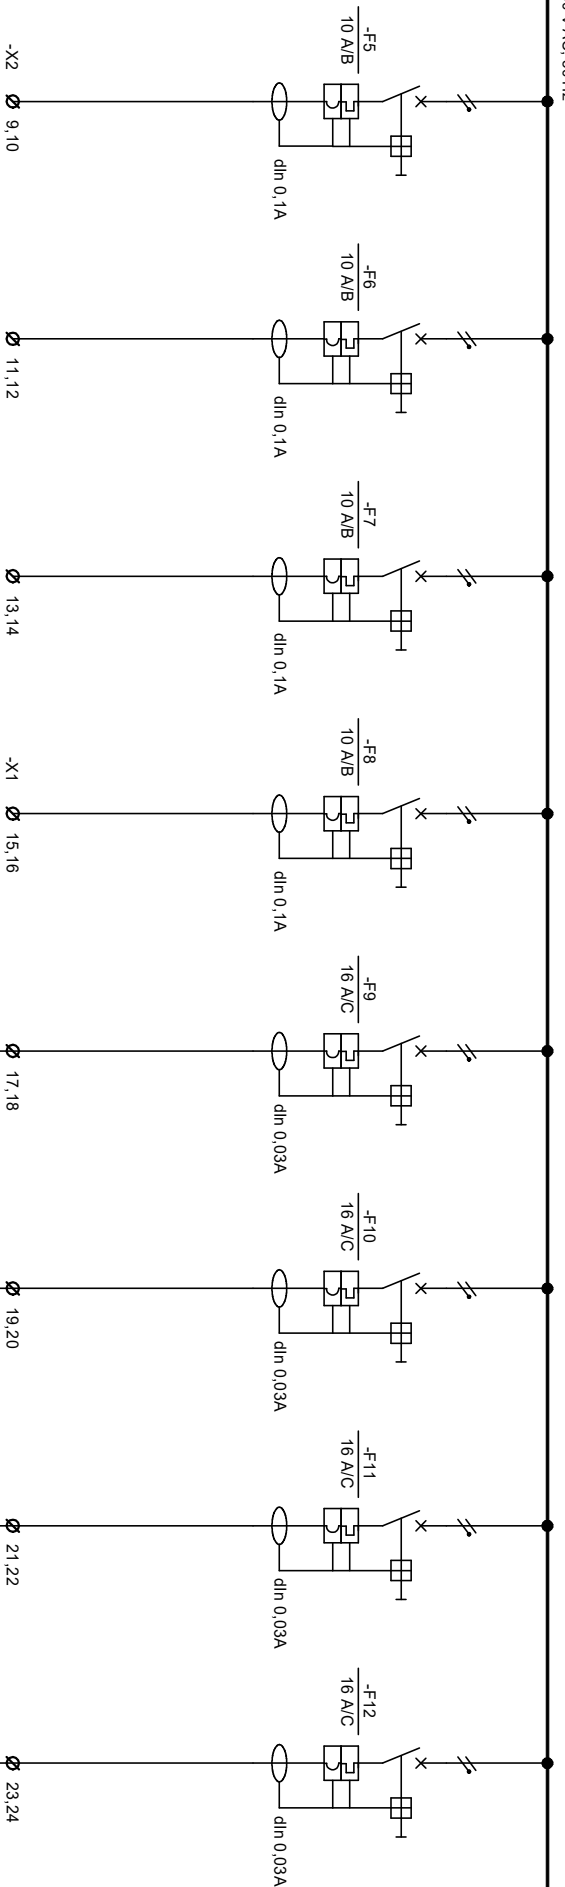 -F5
10 A/B
dIn 0,1A
-X2
9,10
-F6
10 A/B
dIn 0,1A
11,12
-F7
10 A/B
dIn 0,1A
13,14
-F8
10 A/B
dIn 0,1A
-X1
15,16
-F9
16 A/C
dIn 0,03A
17,18
-F10
16 A/C
dIn 0,03A
19,20
-F11
16 A/C
dIn 0,03A
21,22
-F12
16 A/C
dIn 0,03A
23,24